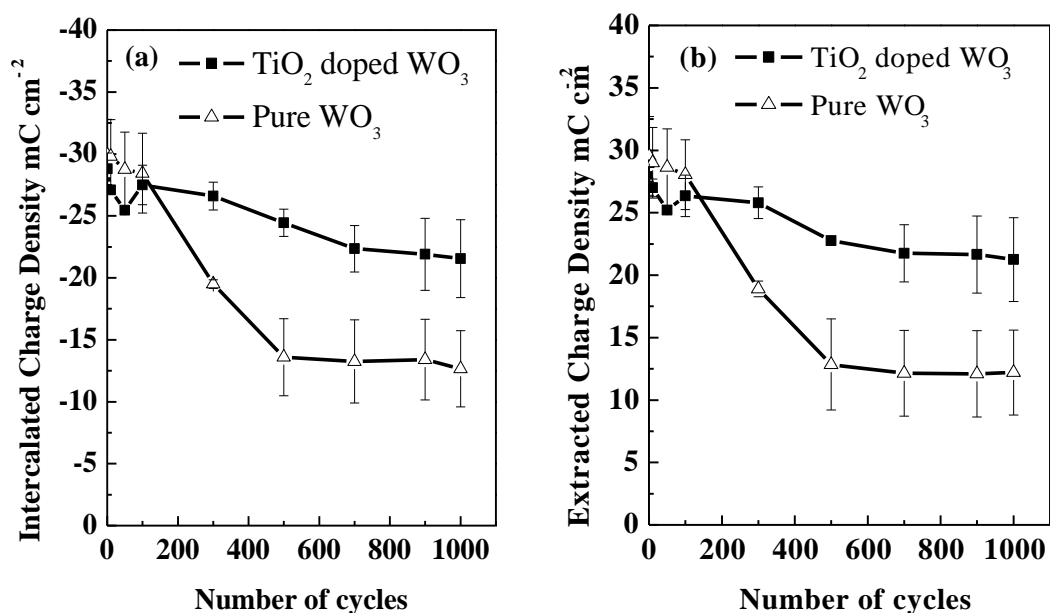 (a)
TiO2 doped WO3
Pure WO3
Intercalated Charge Density mC cm-2
-40
-35
-30
-25
-20
-15
-10
-5
0
0 200 400 600 800 1000
Number of cycles
(b)
TiO2 doped WO3
Pure WO3
Extracted Charge Density mC cm-2
40
35
30
25
20
15
10
5
0
0 200 400 600 800 1000
Number of cycles